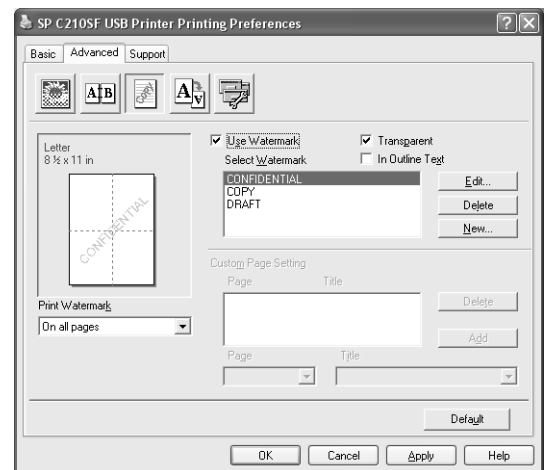 SP C210SF USB Printer Printing Preferences
Basic Advanced Support
A B
A
Letter
8 ½ x 11 in
CONFIDENTIAL
Print Watermark
On all pages
Use Watermark
Transparent
Select Watermark
In Outline Text
CONFIDENTIAL
COPY
DRAFT
Edit...
Delete
New...
Custom Page Setting
Page Title
Delete
Add
Page Title
Default
OK Cancel Apply Help